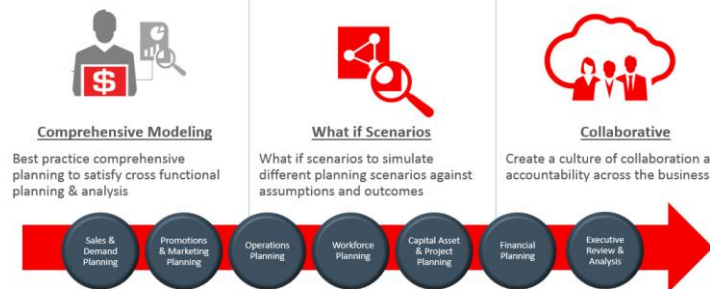 $
Comprehensive Modeling
Best practice comprehensive
planning to satisfy cross functional
planning & analysis
What if Scenarios
What if scenarios to simulate
different planning scenarios against
assumptions and outcomes
Collaborative
Create a culture of collaboration a
accountability across the business
Sales &
Demand
Planning
Promotions
& Marketing
Planning
Operations
Planning
Workforce
Planning
Capital Asset
& Project
Planning
Financial
Planning
Executive
Review &
Analysis